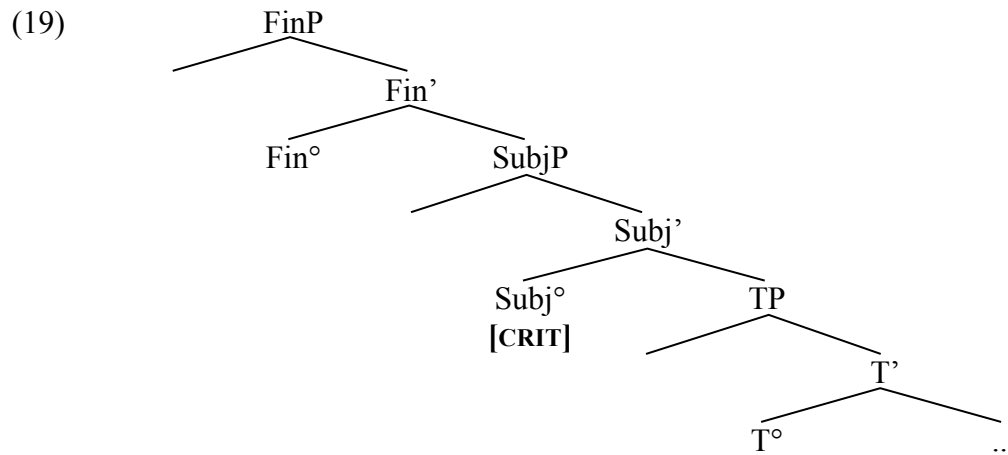 (19) FinP
Fin’
Fin° SubjP
Subj’
Subj° TP
[CRIT]
T’
T° ..